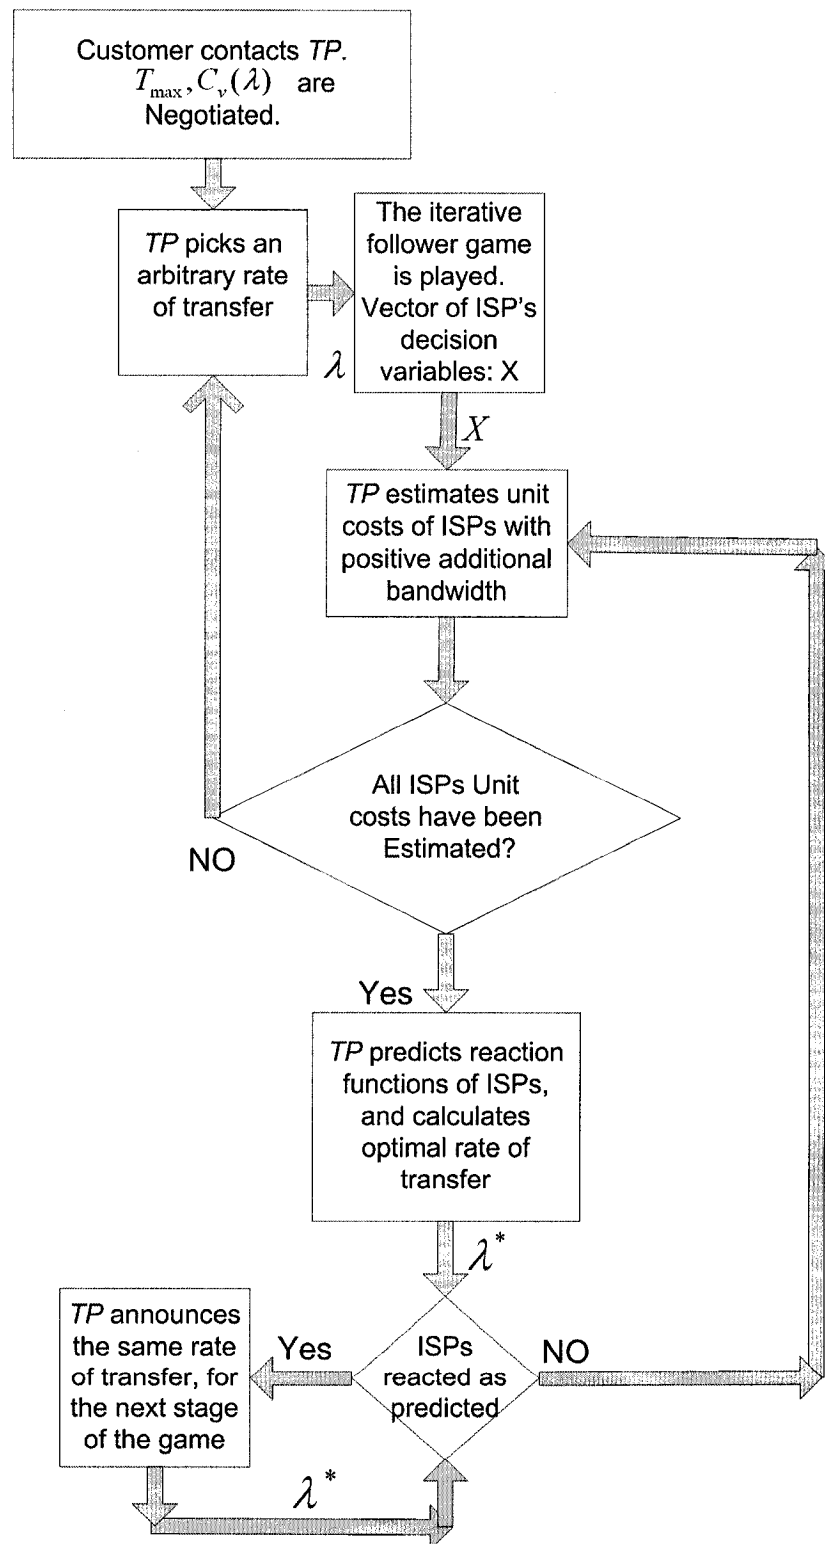 Customer contacts TP.
T_max, C_v(λ) are
Negotiated.
TP picks an
arbitrary rate
of transfer
λ
The iterative
follower game
is played.
Vector of ISP's
decision
variables: X
X
TP estimates unit
costs of ISPs with
positive additional
bandwidth
All ISPs Unit
costs have been
Estimated?
NO
Yes
TP predicts reaction
functions of ISPs,
and calculates
optimal rate of
transfer
λ*
ISPs
reacted as
predicted
Yes
NO
TP announces
the same rate
of transfer, for
the next stage
of the game
λ*